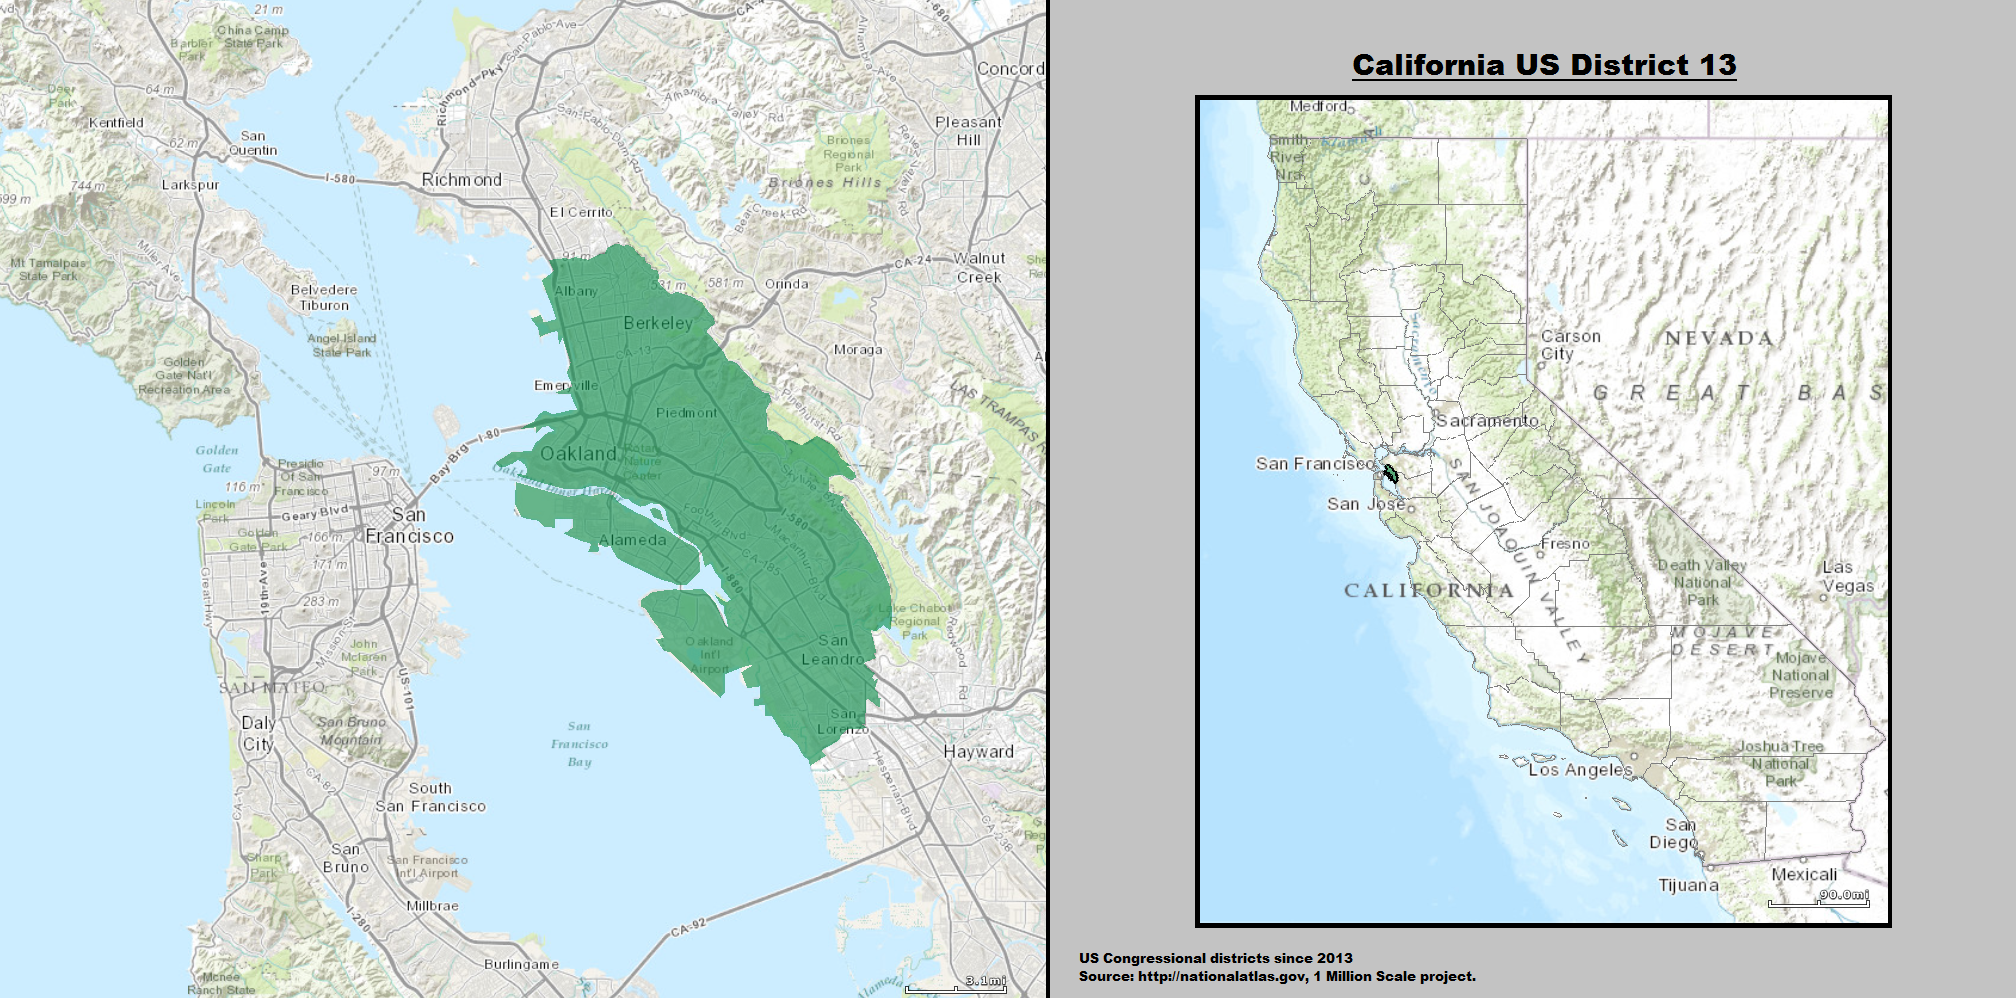 21 m
China Camp
State Park
Barbier
Park
CA-4
I-680
San-Pablo-Ave
Alhambra-Ave
Concord
Deer
Park
64 m
Richmond-Pky
Alhambra Valley
Rd
Kentfield
San
Quentin
62 m
San-Pablo-Dam-Rd
Reliez-Valley-Rd
Pleasant
Hill
Briones
Regional
Park
Briones Hills
Larkspur
744 m
599 m
I-580
Richmond
El Cerrito
Bear-Creek-Rd
Miller Ave
Mt Tamalpais
State Park
91 m
CA-24
Walnut
Creek
531 m
581 m
Orinda
Albany
Belvedere
Tiburon
Berkeley
Angel Island
State Park
CA-13
Moraga
Golden
Gate Nat'l
Recreation Area
Emeryville
LAS TRAMPAS
Piedmont
Pinehurst-Rd
I-80
Bay Brg
Golden
Gate
Oakland
Rotary
Nature
Center
Presidio
Of San
Francisco
97 m
Oakland Inner Harbor
Skyline
116 m
Lincoln
Park
Geary-Blvd
San
Francisco
Foothill-Blvd
I-580
Golden
Gate Park
166 m
171 m
Alameda
CA-185
Macarthur-Blvd
I-880
Great-Hwy
19th-Ave
283 m
Lake Chabot
Regional
Park
Redwood
Rd
Mission-St
John
Mclaren
Park
US-101
Oakland
Int'l
Airport
San
Leandro
SAN MATEO
San
Lorenzo
Daly
City
San Bruno
Mountain
San
Francisco
Bay
Hayward
Hesperian-Blvd
CA-82
CA-1
South
San Francisco
CA-238
San
Bruno
San Francisco
Int'l Airport
Sharp
Park
Millbrae
I-280
CA-92
Burlingame
Mcnee
Ranch State
Alameda
3.1mi
California US District 13
Medford
Smith
River
Nra
Klamath
Carson
City
NEVADA
GREAT BAS
Sacramento
Sacramento
San Francisco
San Jose
SAN JOAQUIN VALLEY
Fresno
Death Valley
National
Park
Las
Vegas
CALIFORNIA
MOJAVE
DESERT
Mojave
National
Preserve
Joshua Tree
National
Park
Los Angeles
San
Diego
Tijuana
Mexicali
90.0mi
US Congressional districts since 2013
Source: http://nationalatlas.gov, 1 Million Scale project.